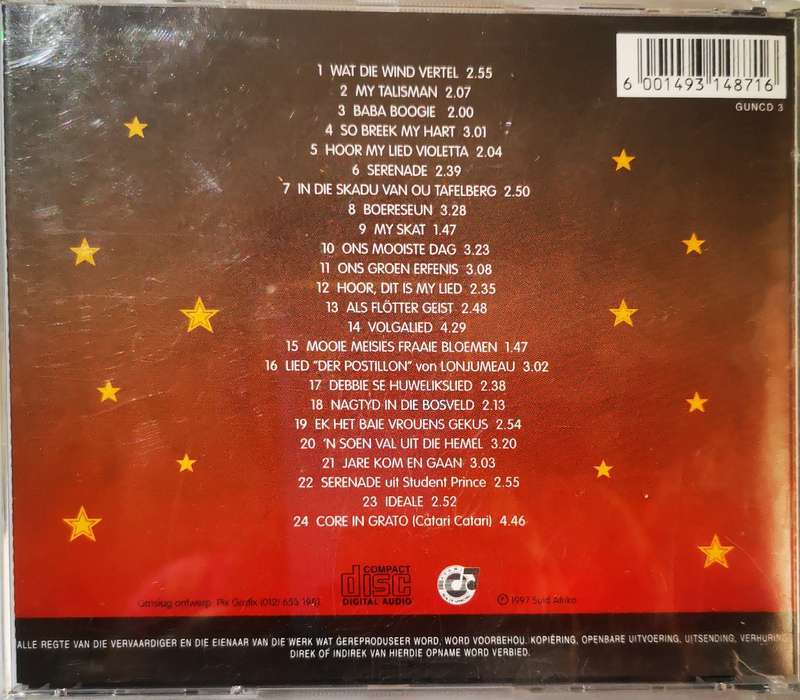 1 WAT DIE WIND VERTEL 2.55
2 MY TALISMAN 2.07
3 BABA BOOGIE 2.00
4 SO BREEK MY HART 3.01
5 HOOR MY LIED VIOLETTA 2.04
6 SERENADE 2.39
7 IN DIE SKADU VAN OU TAFELBERG 2.50
8 BOERESEUN 3.28
9 MY SKAT 1.47
10 ONS MOOISTE DAG 3.23
11 ONS GROEN ERFENIS 3.08
12 HOOR, DIT IS MY LIED 2.35
13 ALS FLÖTTER GEIST 2.48
14 VOLGALIED 4.29
15 MOOIE MEISIES FRAAIE BLOEMEN 1.47
16 LIED "DER POSTILLON" von LONJUMEAU 3.02
17 DEBBIE SE HUWELIKSLIED 2.38
18 NAGTYD IN DIE BOSVELD 2.13
19 EK HET BAIE VROUENS GEKUS 2.54
20 'N SOEN VAL UIT DIE HEMEL 3.20
21 JARE KOM EN GAAN 3.03
22 SERENADE uit Student Prince 2.55
23 IDEALE 2.52
24 CORE IN GRATO (Catari Catari) 4.46
6 001493 148716
GUNCD 3
COMPACT
disc
DIGITAL AUDIO
Omslag ontwerp: Pix Grafix (012) 653 1951
℗ 1997 Suid Afrika
ALLE REGTE VAN DIE VERVAARDIGER EN DIE EIENAAR VAN DIE WERK WAT GEREPRODUSEER WORD, WORD VOORBEHOU. KOPIËRING, OPENBARE UITVOERING, UITSENDING, VERHURING
DIREK OF INDIREK VAN HIERDIE OPNAME WORD VERBIED.